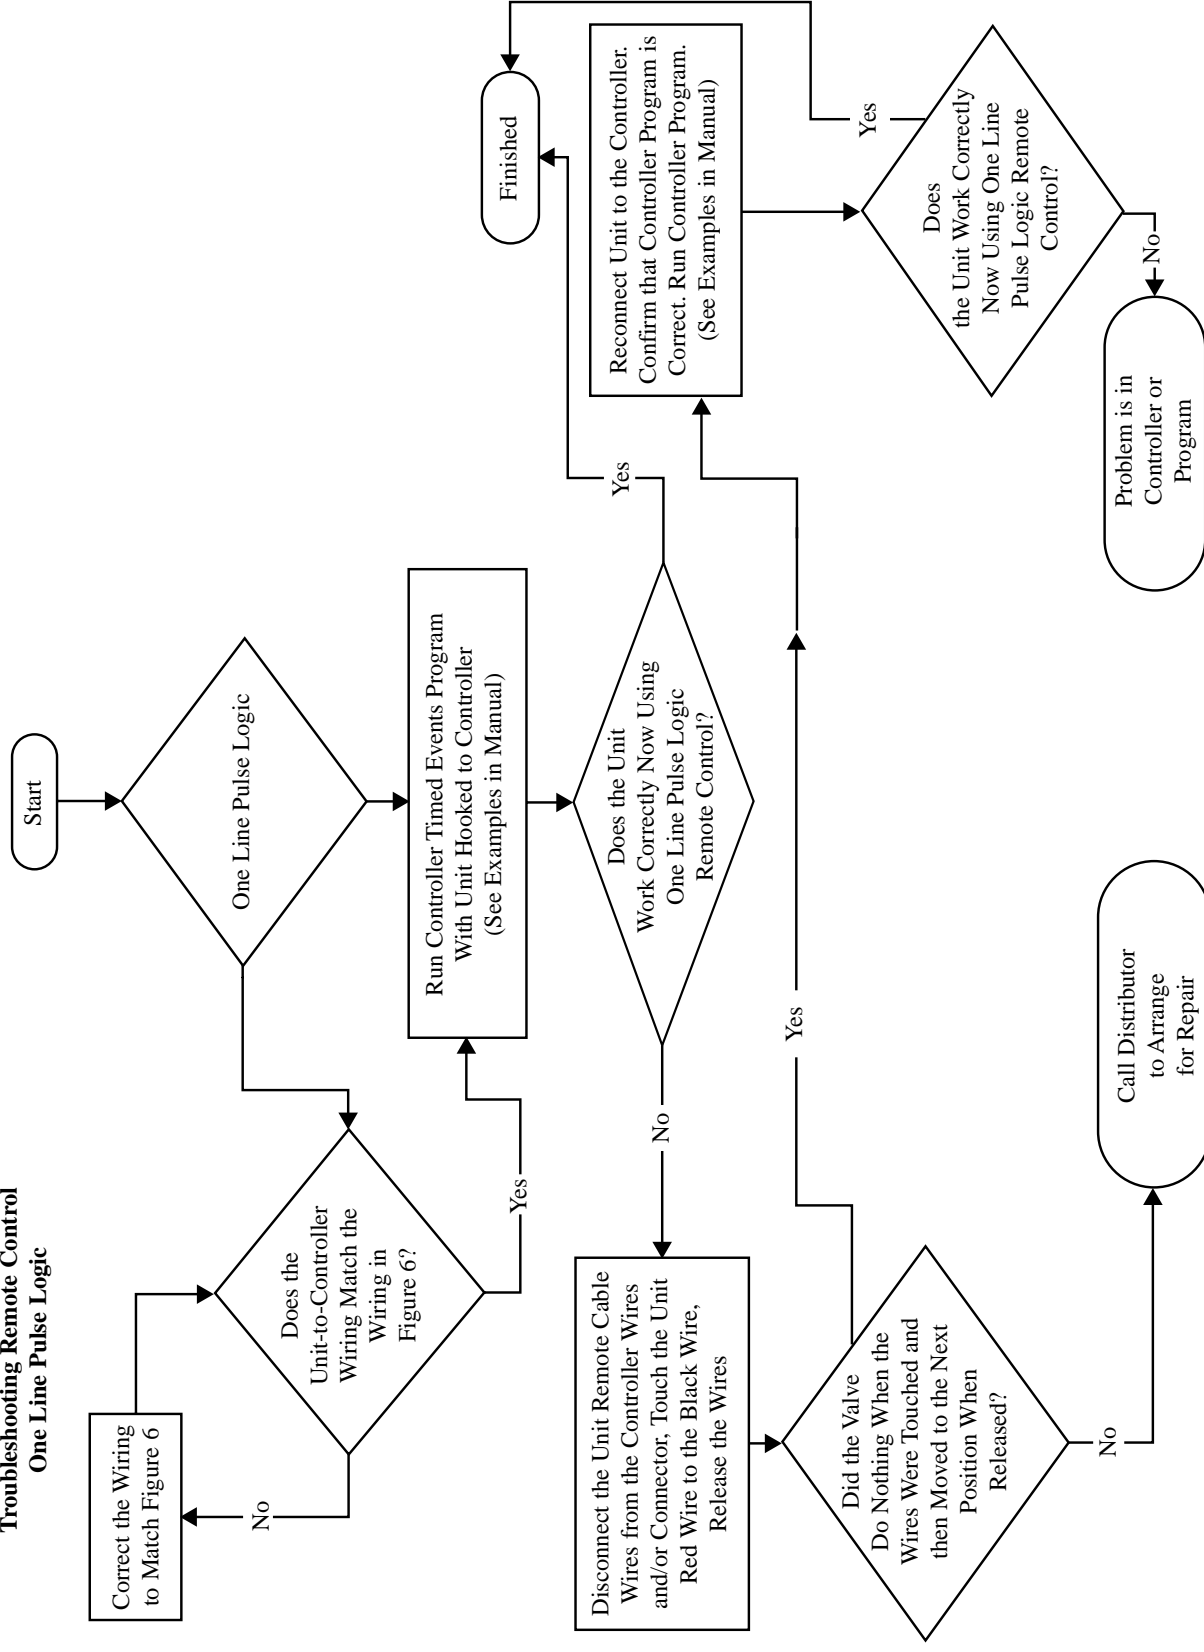 Troubleshooting Remote Control
One Line Pulse Logic
Start
One Line Pulse Logic
Correct the Wiring
to Match Figure 6
No
Does the
Unit-to-Controller
Wiring Match the
Wiring in
Figure 6?
Yes
Run Controller Timed Events Program
With Unit Hooked to Controller
(See Examples in Manual)
Does the Unit
Work Correctly Now Using
One Line Pulse Logic
Remote Control?
Yes
Finished
No
Disconnect the Unit Remote Cable
Wires from the Controller Wires
and/or Connector, Touch the Unit
Red Wire to the Black Wire,
Release the Wires
Did the Valve
Do Nothing When the
Wires Were Touched and
then Moved to the Next
Position When
Released?
Yes
No
Call Distributor
to Arrange
for Repair
Reconnect Unit to the Controller.
Confirm that Controller Program is
Correct. Run Controller Program.
(See Examples in Manual)
Does
the Unit Work Correctly
Now Using One Line
Pulse Logic Remote
Control?
Yes
No
Problem is in
Controller or
Program